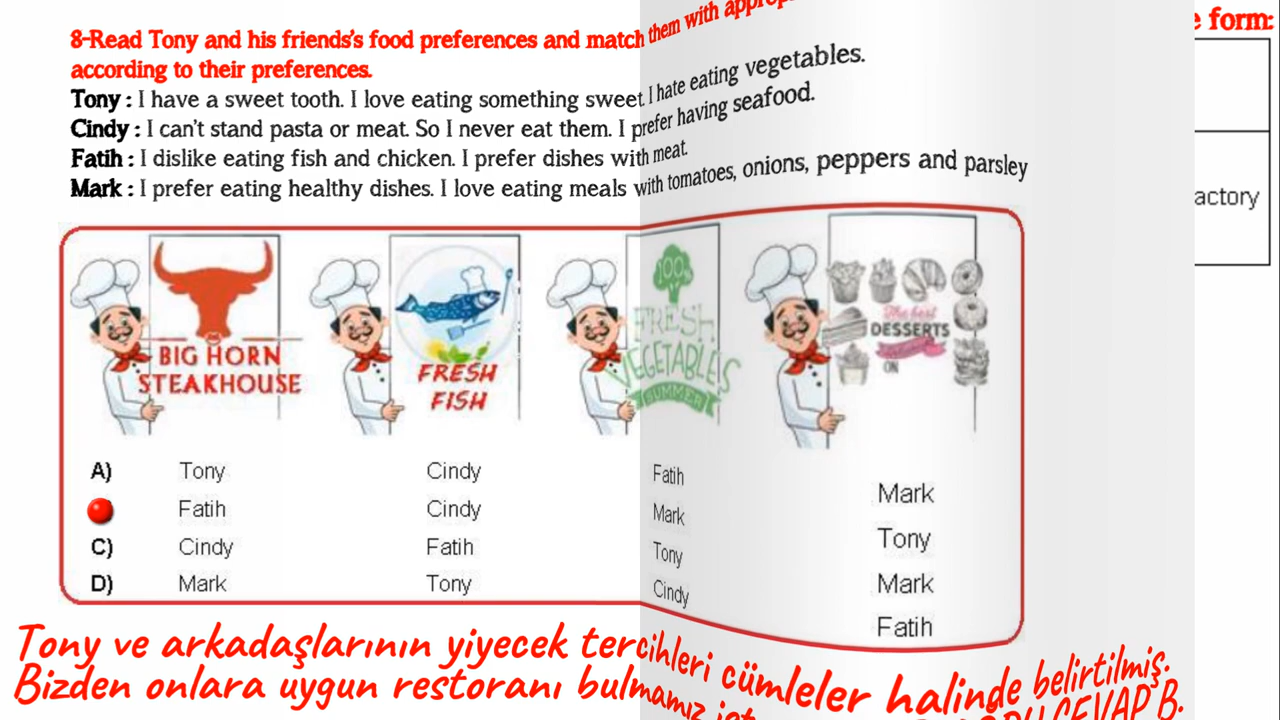 8-Read Tony and his friends's food preferences and match them with
according to their preferences.
Tony : I have a sweet tooth. I love eating something sweet. I hate eating vegetables.
Cindy : I can't stand pasta or meat. So I never eat them. I prefer having seafood.
Fatih : I dislike eating fish and chicken. I prefer dishes with meat.
Mark : I prefer eating healthy dishes. I love eating meals with tomatoes, onions, peppers and parsley
form:
actory
BIG HORN
STEAKHOUSE
FRESH
FISH
100%
FRESH
VEGETABLES
SUMMER
The best
DESSERTS
ON
A) Tony Cindy Fatih Mark
Fatih Cindy Mark Tony
C) Cindy Fatih Tony Mark
D) Mark Tony Cindy Fatih
Tony ve arkadaşlarının yiyecek tercihleri cümleler halinde belirtilmiş.
Bizden onlara uygun restoranı bulmamız CEVAP B.